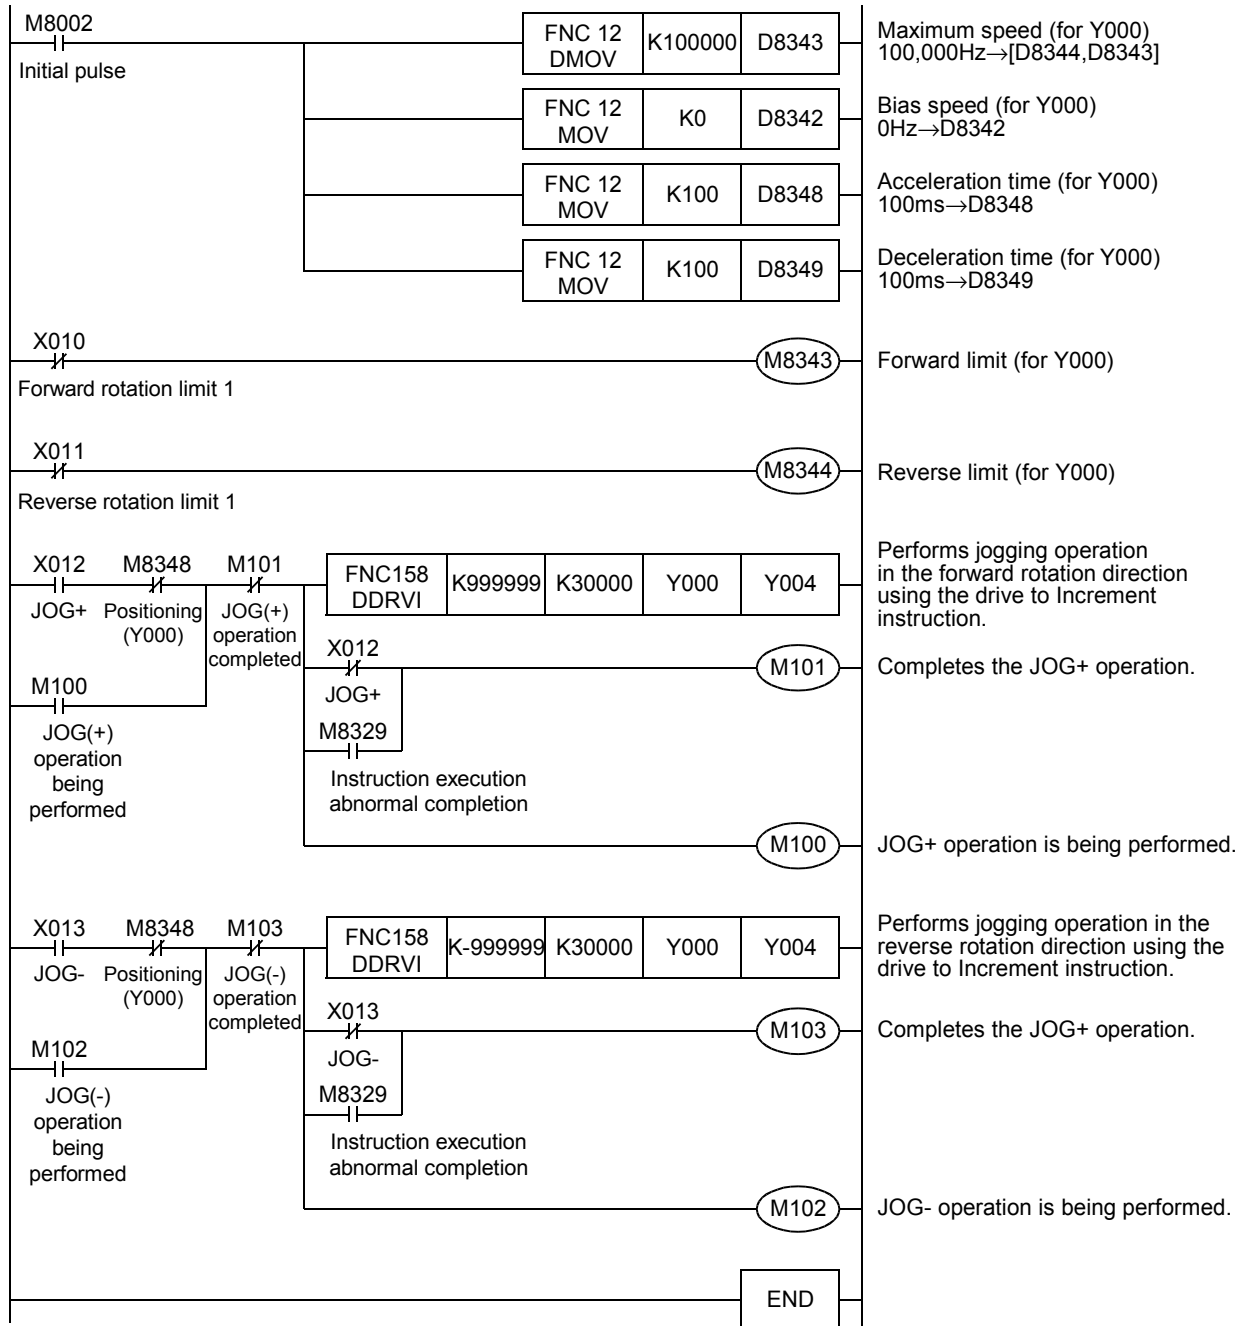 M8002
Initial pulse
FNC 12
DMOV
K100000
D8343
Maximum speed (for Y000)
100,000Hz→[D8344,D8343]
FNC 12
MOV
K0
D8342
Bias speed (for Y000)
0Hz→D8342
FNC 12
MOV
K100
D8348
Acceleration time (for Y000)
100ms→D8348
FNC 12
MOV
K100
D8349
Deceleration time (for Y000)
100ms→D8349
X010
Forward rotation limit 1
M8343
Forward limit (for Y000)
X011
Reverse rotation limit 1
M8344
Reverse limit (for Y000)
X012
JOG+
M8348
Positioning
(Y000)
M101
JOG(+)
operation
completed
FNC158
DDRVI
K999999
K30000
Y000
Y004
Performs jogging operation
in the forward rotation direction
using the drive to Increment
instruction.
M100
JOG(+)
operation
being
performed
X012
JOG+
M8329
Instruction execution
abnormal completion
M101
Completes the JOG+ operation.
M100
JOG+ operation is being performed.
X013
JOG-
M8348
Positioning
(Y000)
M103
JOG(-)
operation
completed
FNC158
DDRVI
K-999999
K30000
Y000
Y004
Performs jogging operation in the
reverse rotation direction using the
drive to Increment instruction.
M102
JOG(-)
operation
being
performed
X013
JOG-
M8329
Instruction execution
abnormal completion
M103
Completes the JOG+ operation.
M102
JOG- operation is being performed.
END